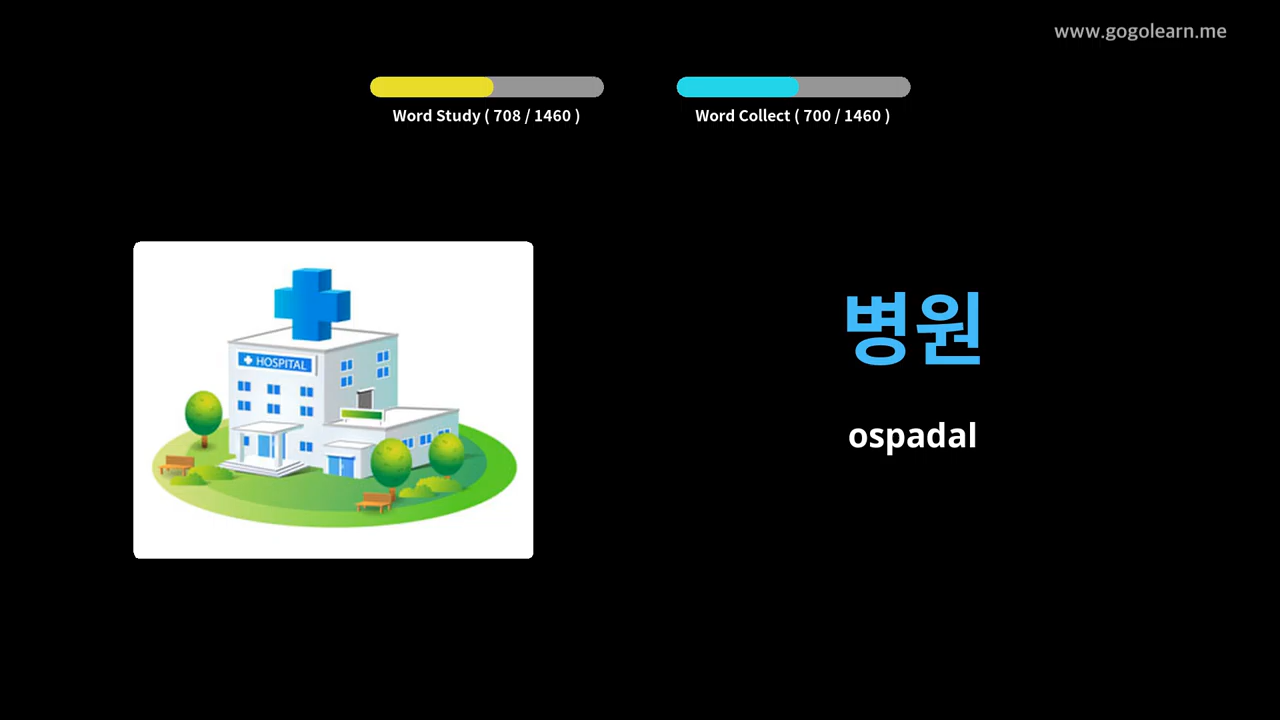 www.gogolearn.me
Word Study ( 708 / 1460 )
Word Collect ( 700 / 1460 )
HOSPITAL
병원
ospadal